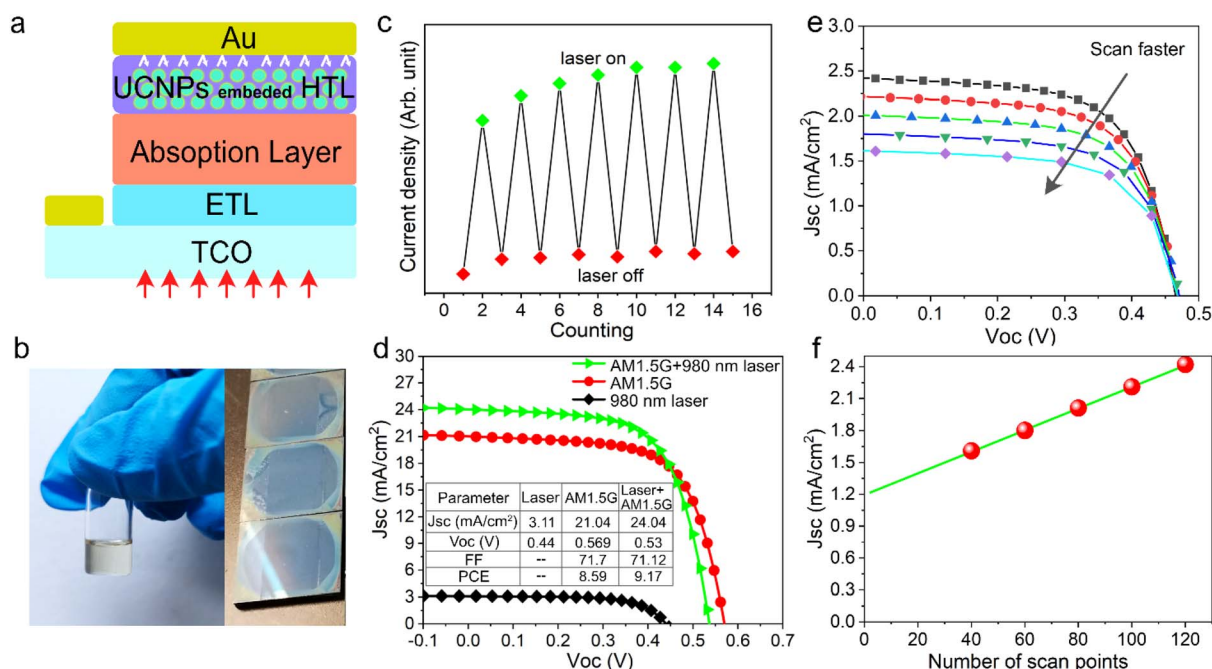 a
Au
UCNPs embeded HTL
Absoption Layer
ETL
TCO
b
c
Current density (Arb. unit)
laser on
laser off
0 2 4 6 8 10 12 14 16
Counting
d
Jsc (mA/cm²)
30
27
24
21
18
15
12
9
6
3
0
AM1.5G+980 nm laser
AM1.5G
980 nm laser
Parameter Laser AM1.5G Laser+
AM1.5G
Jsc (mA/cm²) 3.11 21.04 24.04
Voc (V) 0.44 0.569 0.53
FF -- 71.7 71.12
PCE -- 8.59 9.17
-0.1 0.0 0.1 0.2 0.3 0.4 0.5 0.6 0.7
Voc (V)
e
Jsc (mA/cm²)
3.0
2.5
2.0
1.5
1.0
0.5
0.0
Scan faster
0.0 0.1 0.2 0.3 0.4 0.5
Voc (V)
f
Jsc (mA/cm²)
2.4
2.1
1.8
1.5
1.2
0.9
0 20 40 60 80 100 120
Number of scan points